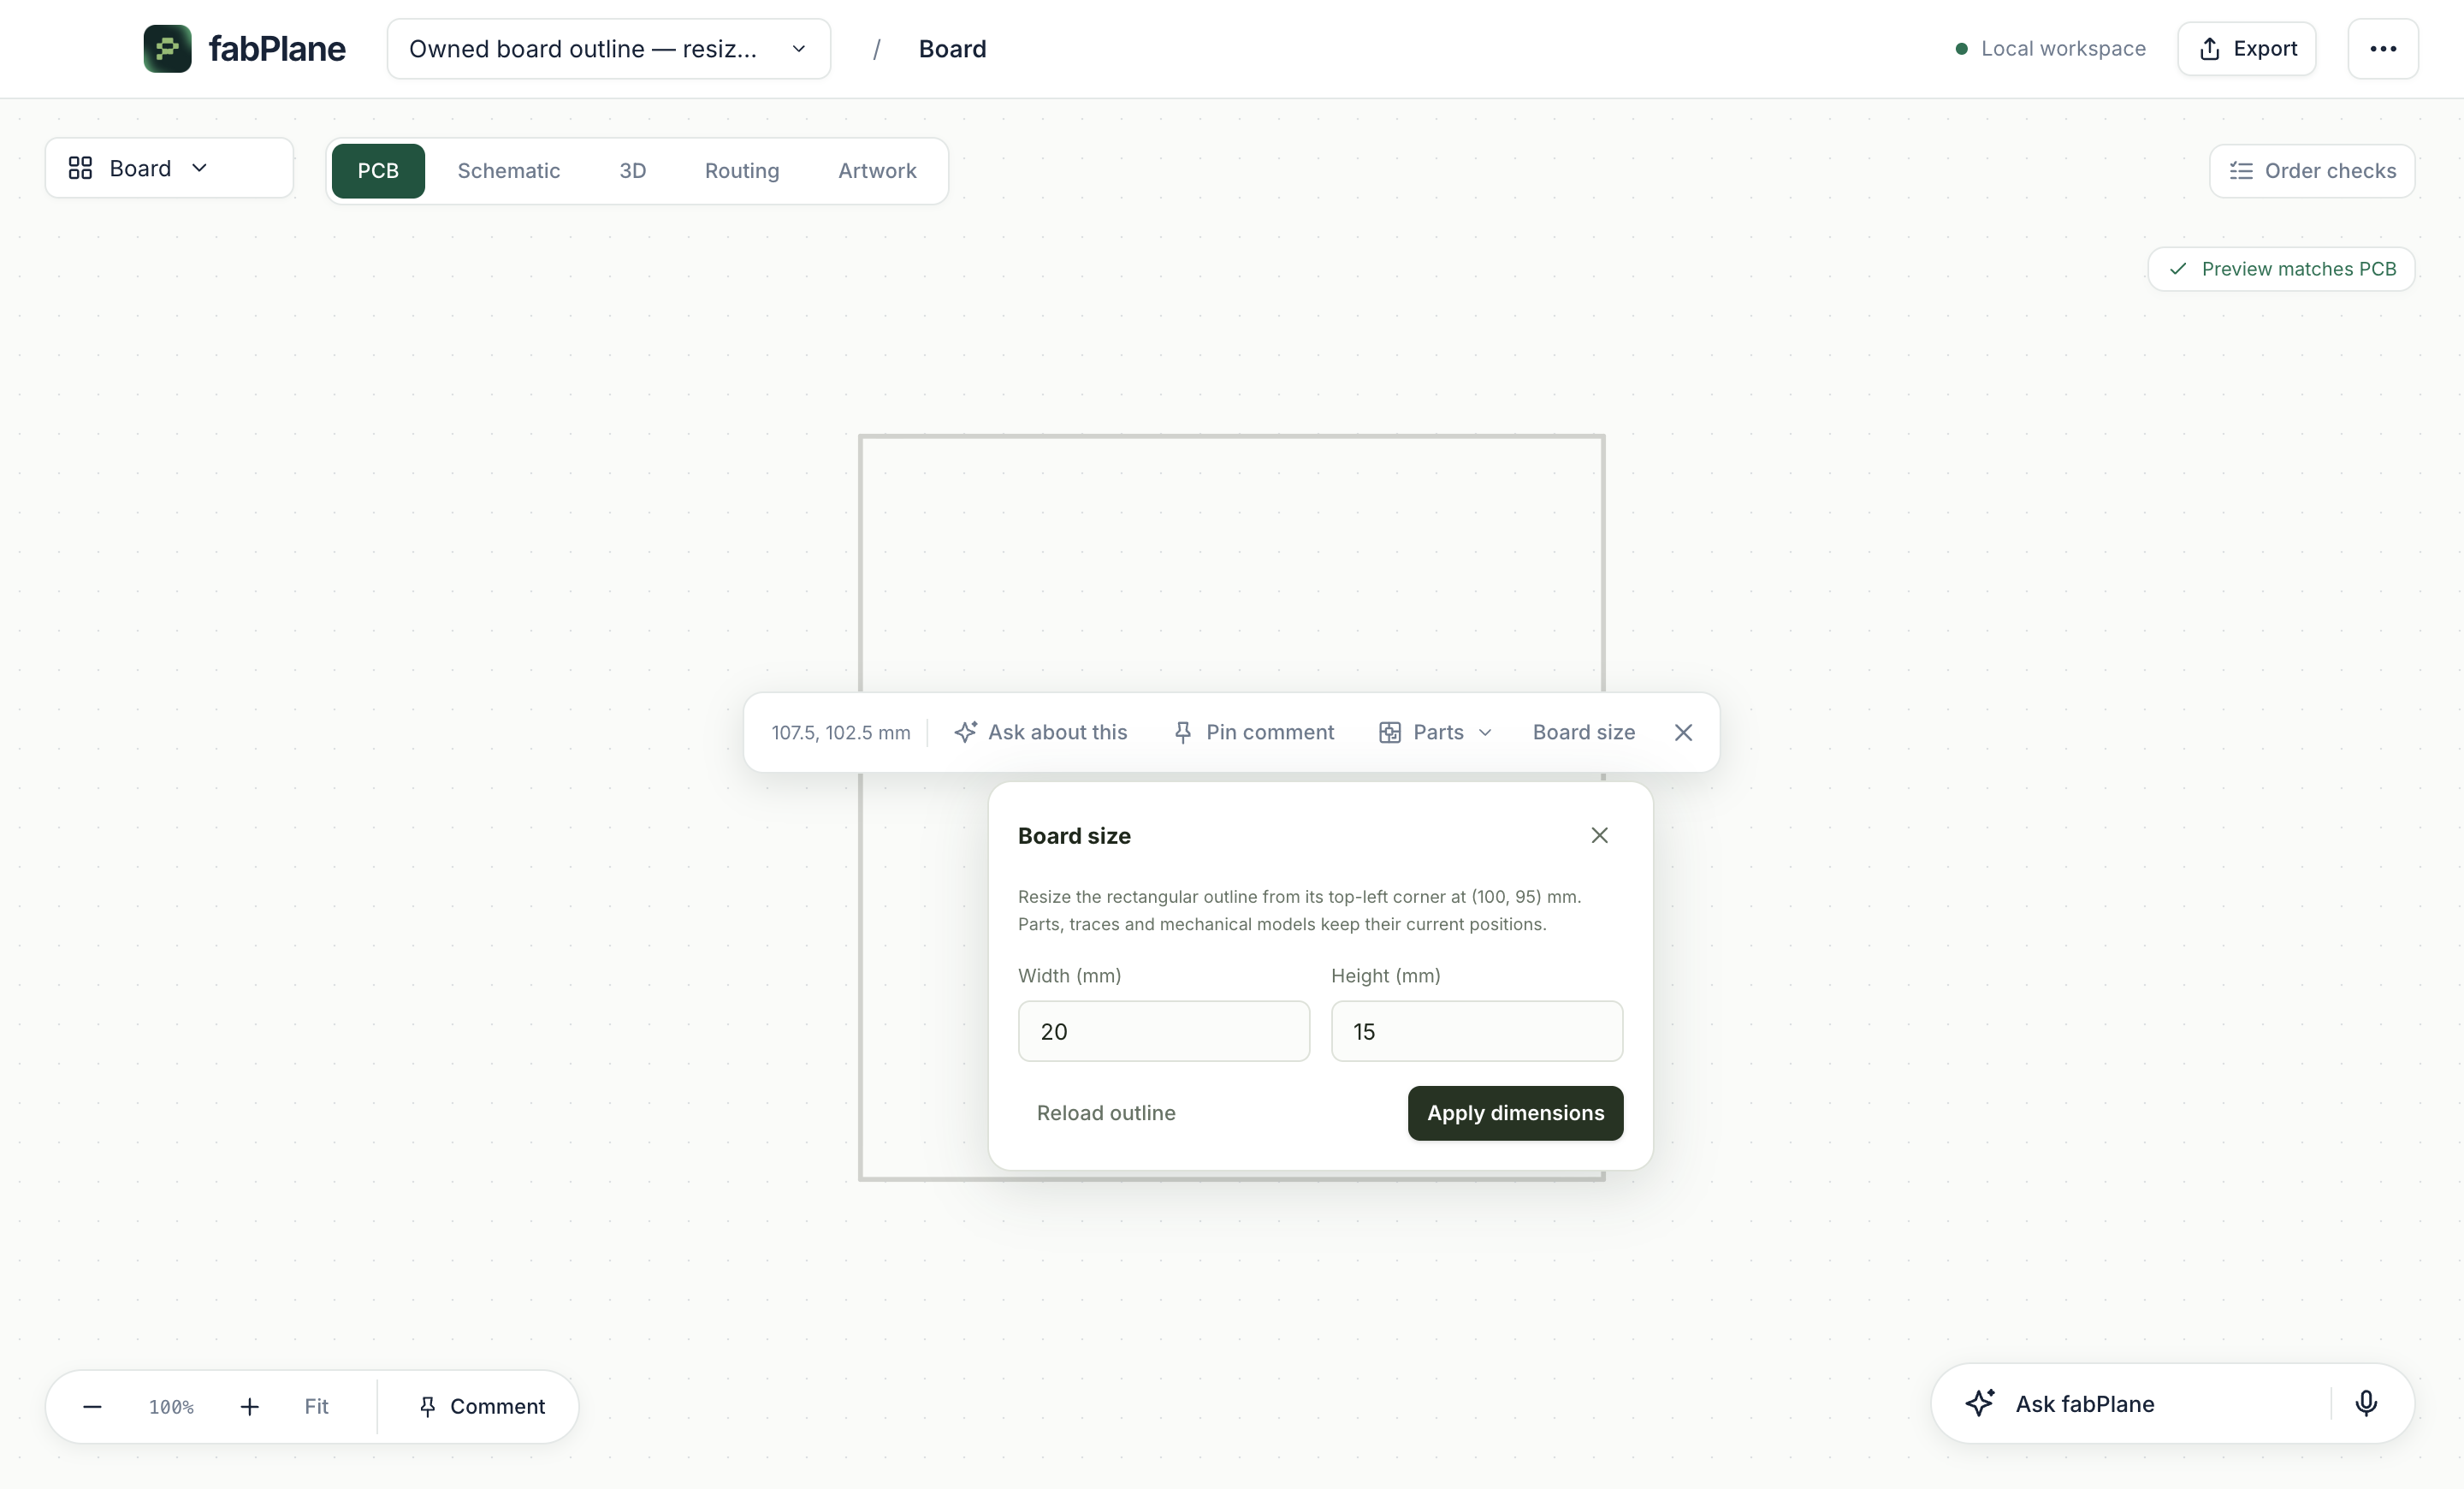 fabPlane
Owned board outline — resiz...
/
Board
Local workspace
Export
Board
PCB
Schematic
3D
Routing
Artwork
Order checks
Preview matches PCB
107.5, 102.5 mm
Ask about this
Pin comment
Parts
Board size
Board size
Resize the rectangular outline from its top-left corner at (100, 95) mm.
Parts, traces and mechanical models keep their current positions.
Width (mm)
Height (mm)
20
15
Reload outline
Apply dimensions
100%
Fit
Comment
Ask fabPlane